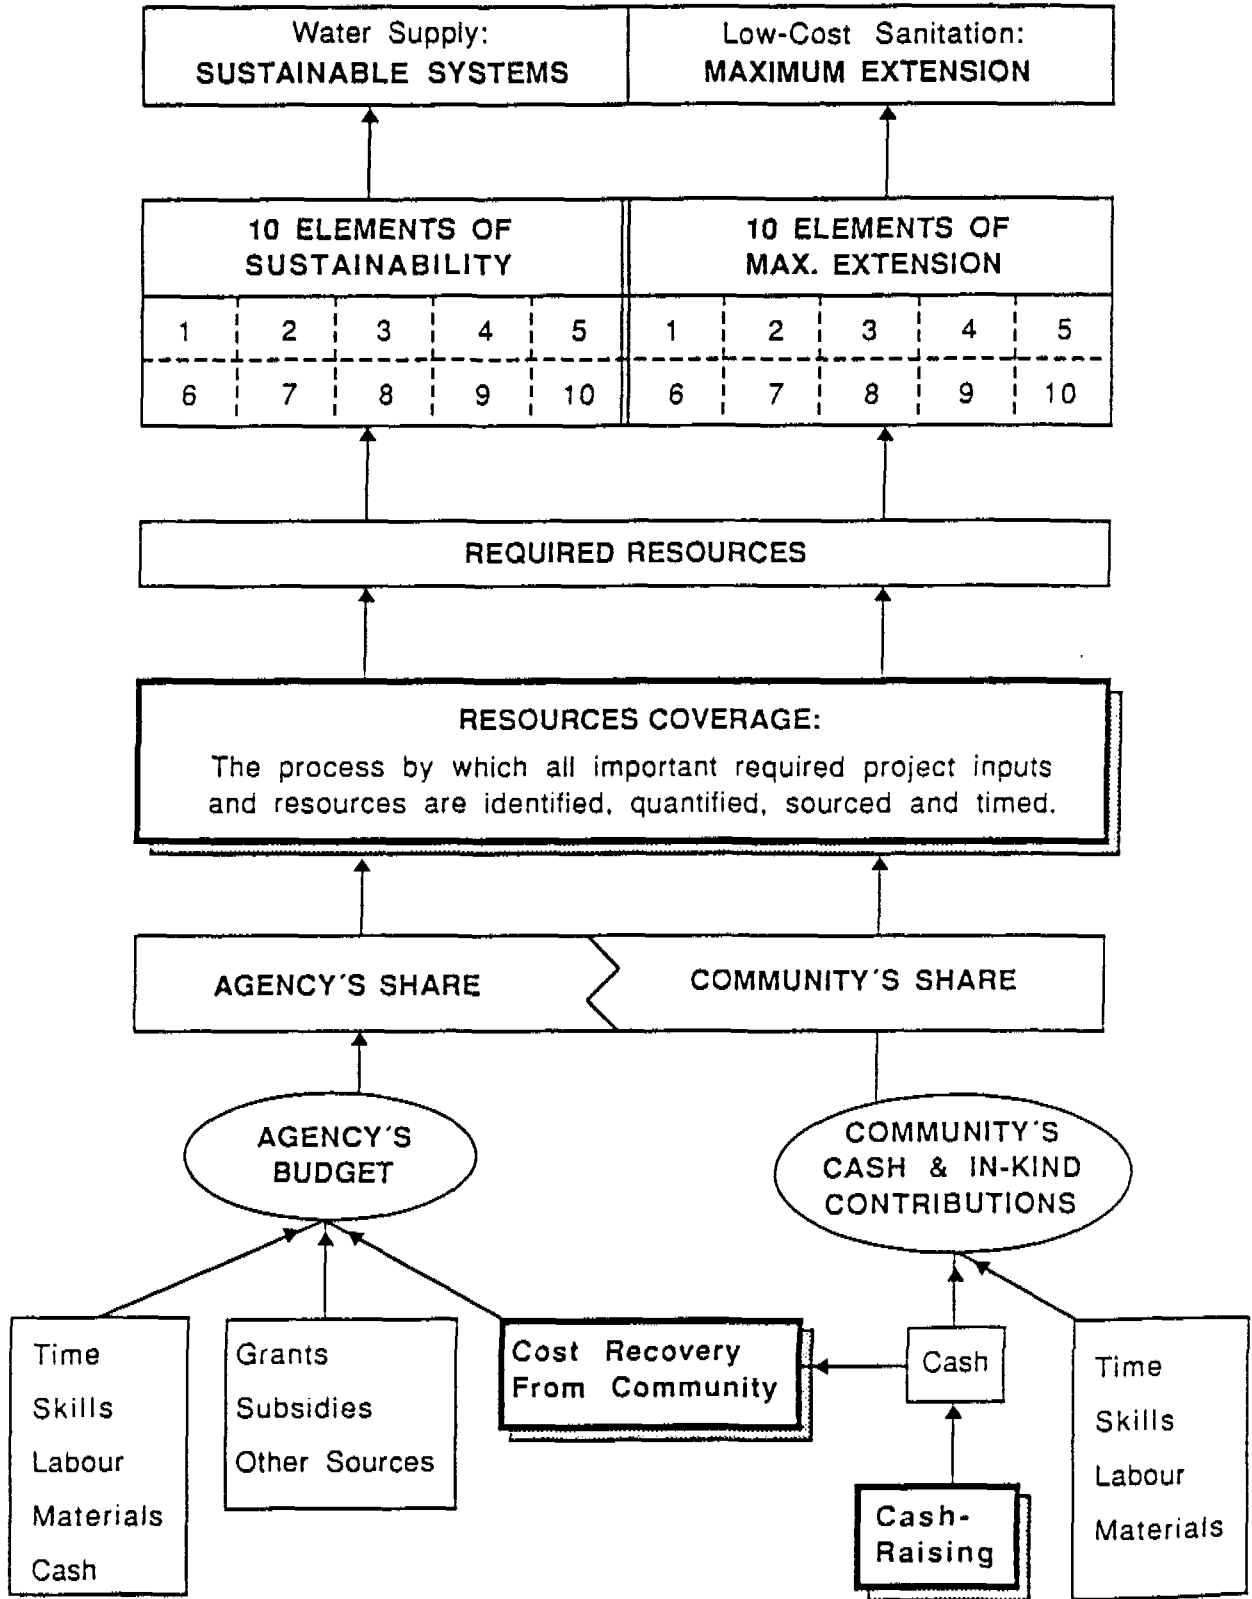 Water Supply:
SUSTAINABLE SYSTEMS
Low-Cost Sanitation:
MAXIMUM EXTENSION
10 ELEMENTS OF
SUSTAINABILITY
10 ELEMENTS OF
MAX. EXTENSION
1 2 3 4 5 1 2 3 4 5
6 7 8 9 10 6 7 8 9 10
REQUIRED RESOURCES
RESOURCES COVERAGE:
The process by which all important required project inputs
and resources are identified, quantified, sourced and timed.
AGENCY'S SHARE
COMMUNITY'S SHARE
AGENCY'S
BUDGET
COMMUNITY'S
CASH & IN-KIND
CONTRIBUTIONS
Time
Skills
Labour
Materials
Cash
Grants
Subsidies
Other Sources
Cost Recovery
From Community
Cash
Cash-
Raising
Time
Skills
Labour
Materials